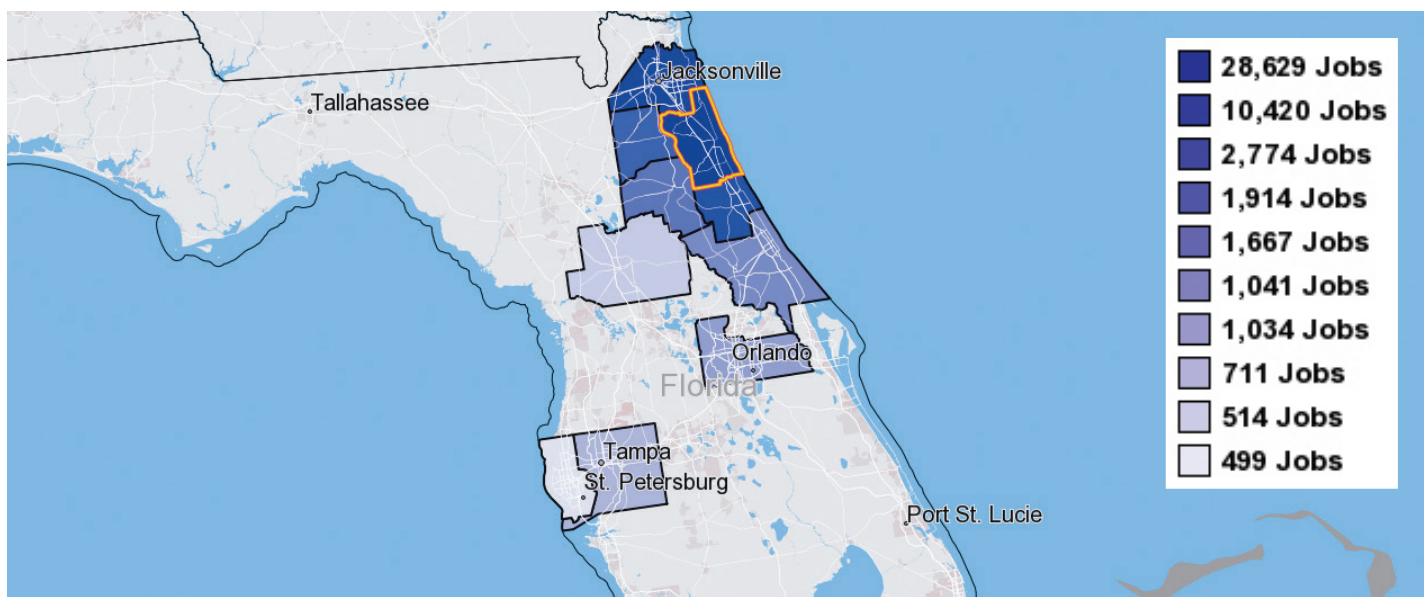 Jacksonville
Tallahassee
Orlando
Florida
Tampa
St. Petersburg
Port St. Lucie
28,629 Jobs
10,420 Jobs
2,774 Jobs
1,914 Jobs
1,667 Jobs
1,041 Jobs
1,034 Jobs
711 Jobs
514 Jobs
499 Jobs